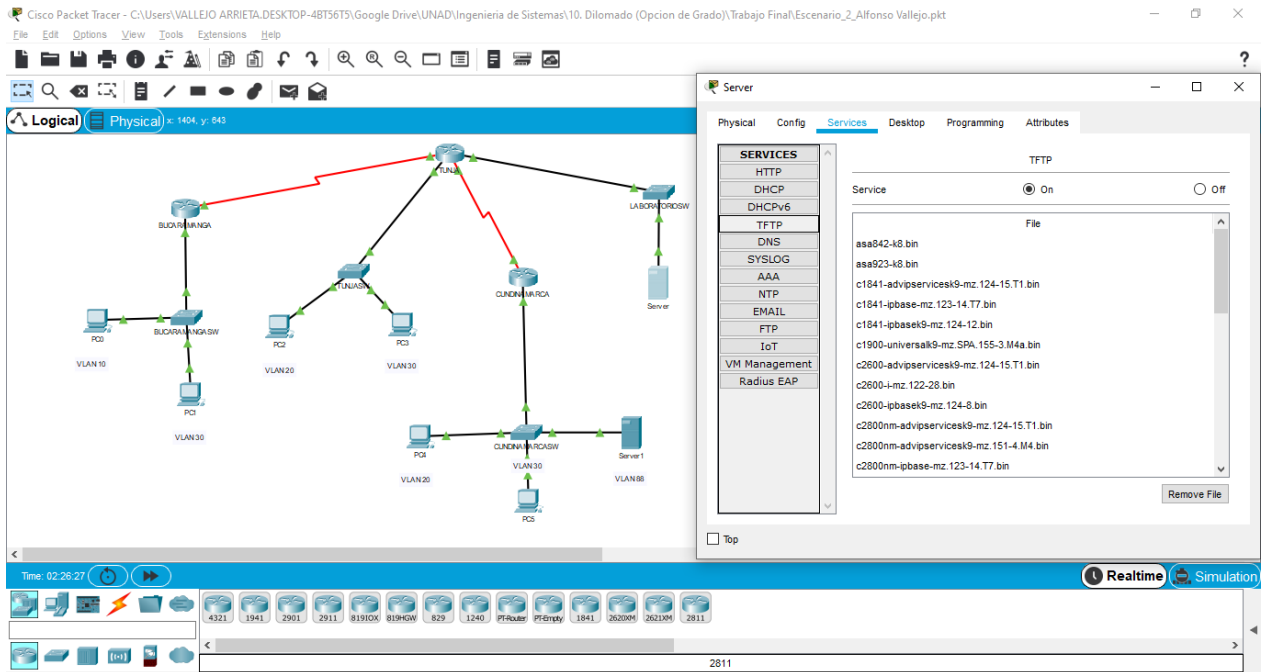 Cisco Packet Tracer - C:\Users\VALLEJO ARRIETA.DESKTOP-4BT56T5\Google Drive\UNAD\Ingenieria de Sistemas\10. Dilomado (Opcion de Grado)\Trabajo Final\Escenario_2_Alfonso Vallejo.pkt
File Edit Options View Tools Extensions Help
?
Logical Physical x: 1404, y: 643
TUNJA
LABORATORIOSW
BUCARAMANGA
TUNJASW
CUNDINAMARCA
Server
PC0
BUCARAMANGASW
PC2
PC3
VLAN 10
VLAN20
VLAN30
PC1
VLAN30
PC4
CUNDINAMARCASW
Server1
VLAN30
VLAN20
VLAN 88
PC5
Server
Physical Config Services Desktop Programming Attributes
SERVICES
HTTP
DHCP
DHCPv6
TFTP
DNS
SYSLOG
AAA
NTP
EMAIL
FTP
IoT
VM Management
Radius EAP
TFTP
Service On Off
File
asa842-k8.bin
asa923-k8.bin
c1841-advipservicesk9-mz.124-15.T1.bin
c1841-ipbase-mz.123-14.T7.bin
c1841-ipbasek9-mz.124-12.bin
c1900-universalk9-mz.SPA.155-3.M4a.bin
c2600-advipservicesk9-mz.124-15.T1.bin
c2600-i-mz.122-28.bin
c2600-ipbasek9-mz.124-8.bin
c2800nm-advipservicesk9-mz.124-15.T1.bin
c2800nm-advipservicesk9-mz.151-4.M4.bin
c2800nm-ipbase-mz.123-14.T7.bin
Remove File
Top
Time: 02:26:27
Realtime Simulation
4321 1941 2901 2911 819IOX 819HGW 829 1240 PT-Router PT-Empty 1841 2620XM 2621XM 2811
2811